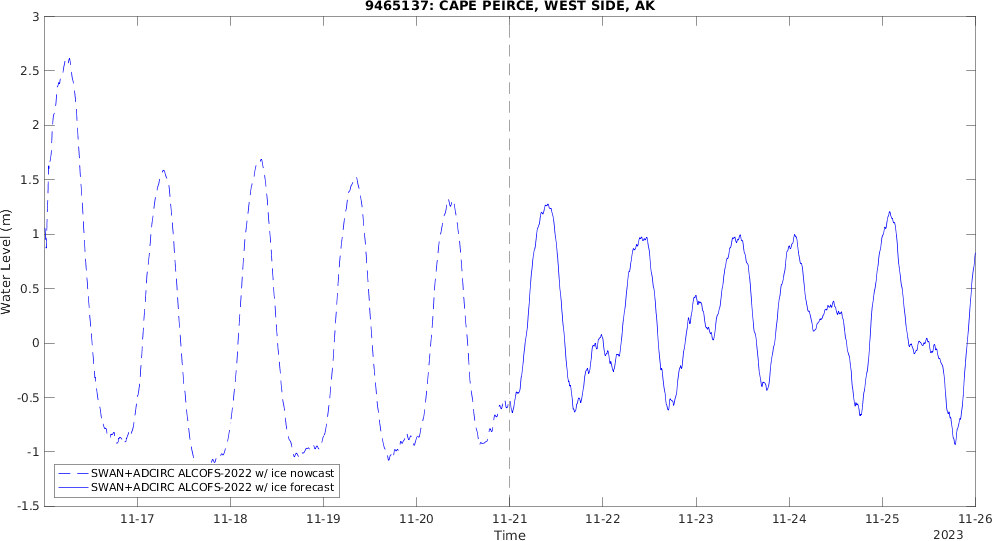 9465137: CAPE PEIRCE, WEST SIDE, AK
3
2.5
2
1.5
1
0.5
0
-0.5
-1
-1.5
Water Level (m)
SWAN+ADCIRC ALCOFS-2022 w/ ice nowcast
SWAN+ADCIRC ALCOFS-2022 w/ ice forecast
11-17 11-18 11-19 11-20 11-21 11-22 11-23 11-24 11-25 11-26
Time 2023